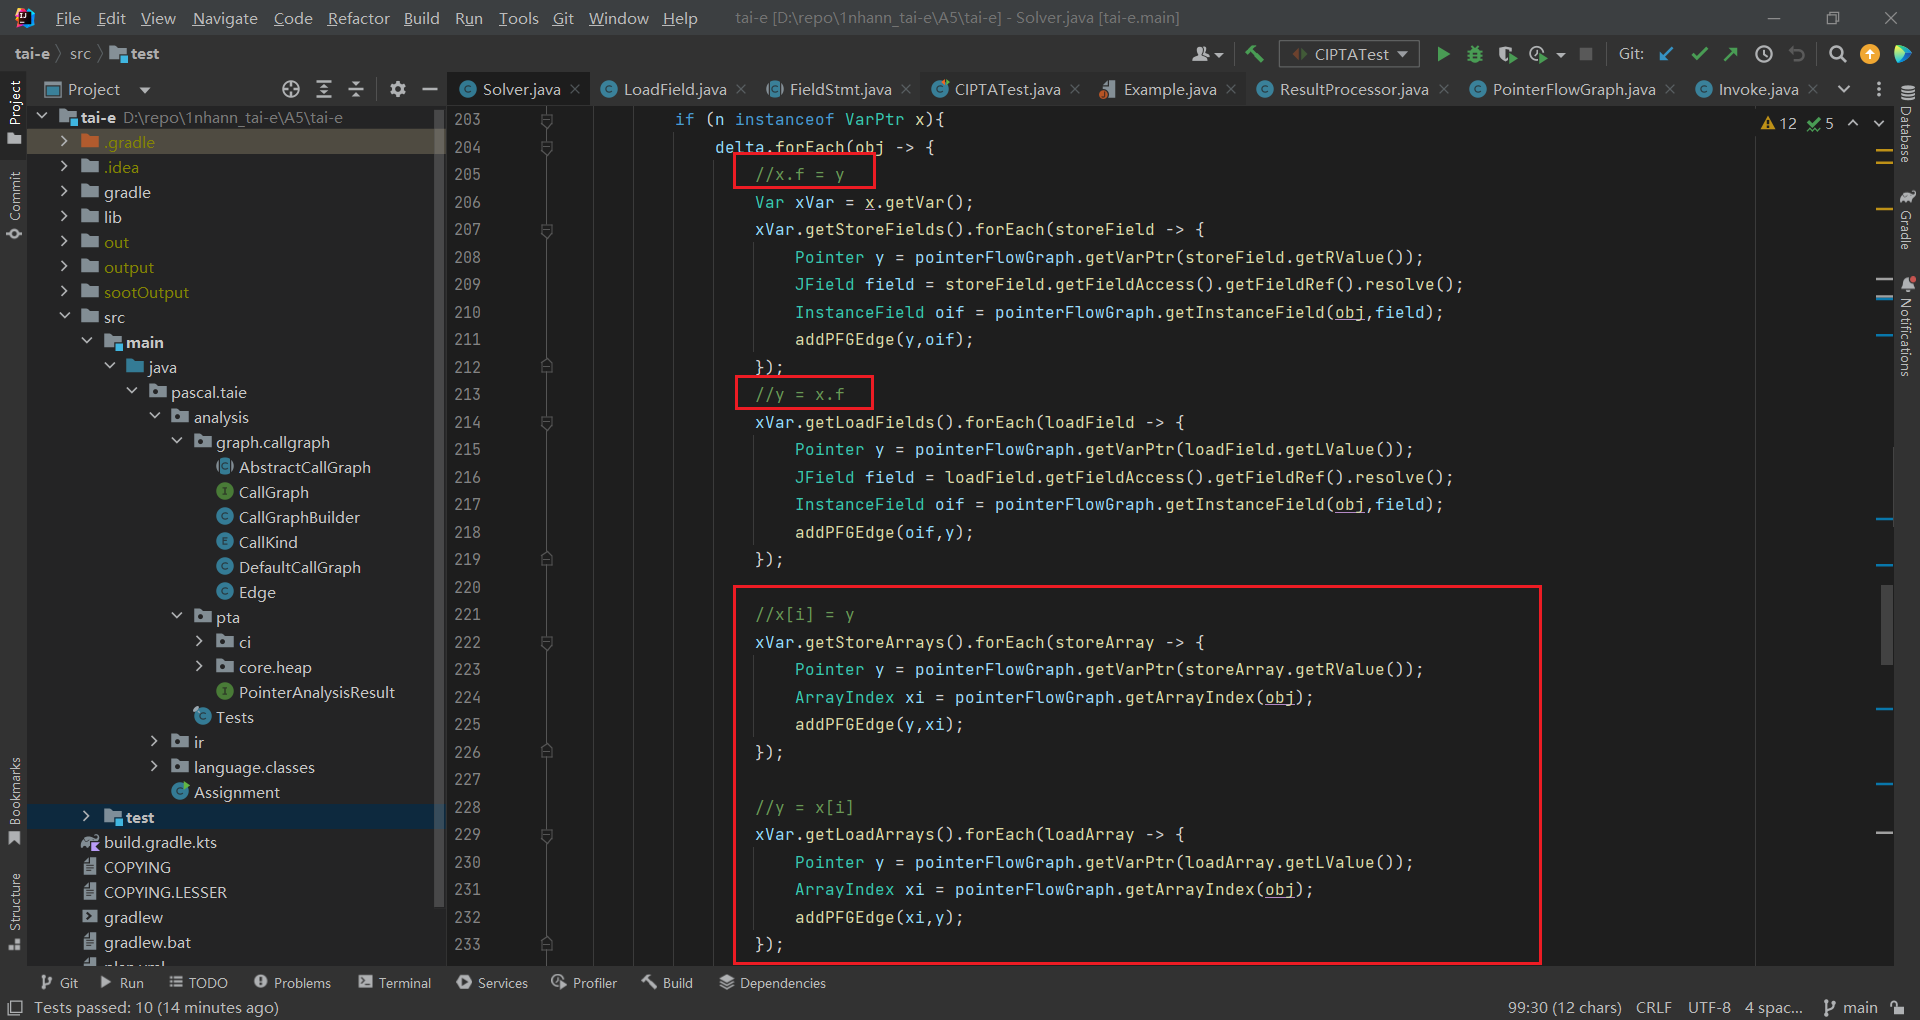 File Edit View Navigate Code Refactor Build Run Tools Git Window Help tai-e [D:\repo\1nhann_tai-e\A5\tai-e] - Solver.java [tai-e.main]
tai-e src test
CIPTATest Git:
Project
Solver.java LoadField.java FieldStmt.java CIPTATest.java Example.java ResultProcessor.java PointerFlowGraph.java Invoke.java
Project
Commit
Bookmarks
Structure
tai-e D:\repo\1nhann_tai-e\A5\tai-e
.gradle
.idea
gradle
lib
out
output
sootOutput
src
main
java
pascal.taie
analysis
graph.callgraph
AbstractCallGraph
CallGraph
CallGraphBuilder
CallKind
DefaultCallGraph
Edge
pta
ci
core.heap
PointerAnalysisResult
Tests
ir
language.classes
Assignment
test
build.gradle.kts
COPYING
COPYING.LESSER
gradlew
gradlew.bat
203 if (n instanceof VarPtr x){
204 delta.forEach(obj -> {
205 //x.f = y
206 Var xVar = x.getVar();
207 xVar.getStoreFields().forEach(storeField -> {
208 Pointer y = pointerFlowGraph.getVarPtr(storeField.getRValue());
209 JField field = storeField.getFieldAccess().getFieldRef().resolve();
210 InstanceField oif = pointerFlowGraph.getInstanceField(obj,field);
211 addPFGEdge(y,oif);
212 });
213 //y = x.f
214 xVar.getLoadFields().forEach(loadField -> {
215 Pointer y = pointerFlowGraph.getVarPtr(loadField.getLValue());
216 JField field = loadField.getFieldAccess().getFieldRef().resolve();
217 InstanceField oif = pointerFlowGraph.getInstanceField(obj,field);
218 addPFGEdge(oif,y);
219 });
220
221 //x[i] = y
222 xVar.getStoreArrays().forEach(storeArray -> {
223 Pointer y = pointerFlowGraph.getVarPtr(storeArray.getRValue());
224 ArrayIndex xi = pointerFlowGraph.getArrayIndex(obj);
225 addPFGEdge(y,xi);
226 });
227
228 //y = x[i]
229 xVar.getLoadArrays().forEach(loadArray -> {
230 Pointer y = pointerFlowGraph.getVarPtr(loadArray.getLValue());
231 ArrayIndex xi = pointerFlowGraph.getArrayIndex(obj);
232 addPFGEdge(xi,y);
233 });
12 5
Database
Gradle
Notifications
Git Run TODO Problems Terminal Services Profiler Build Dependencies
Tests passed: 10 (14 minutes ago) 99:30 (12 chars) CRLF UTF-8 4 spac... main